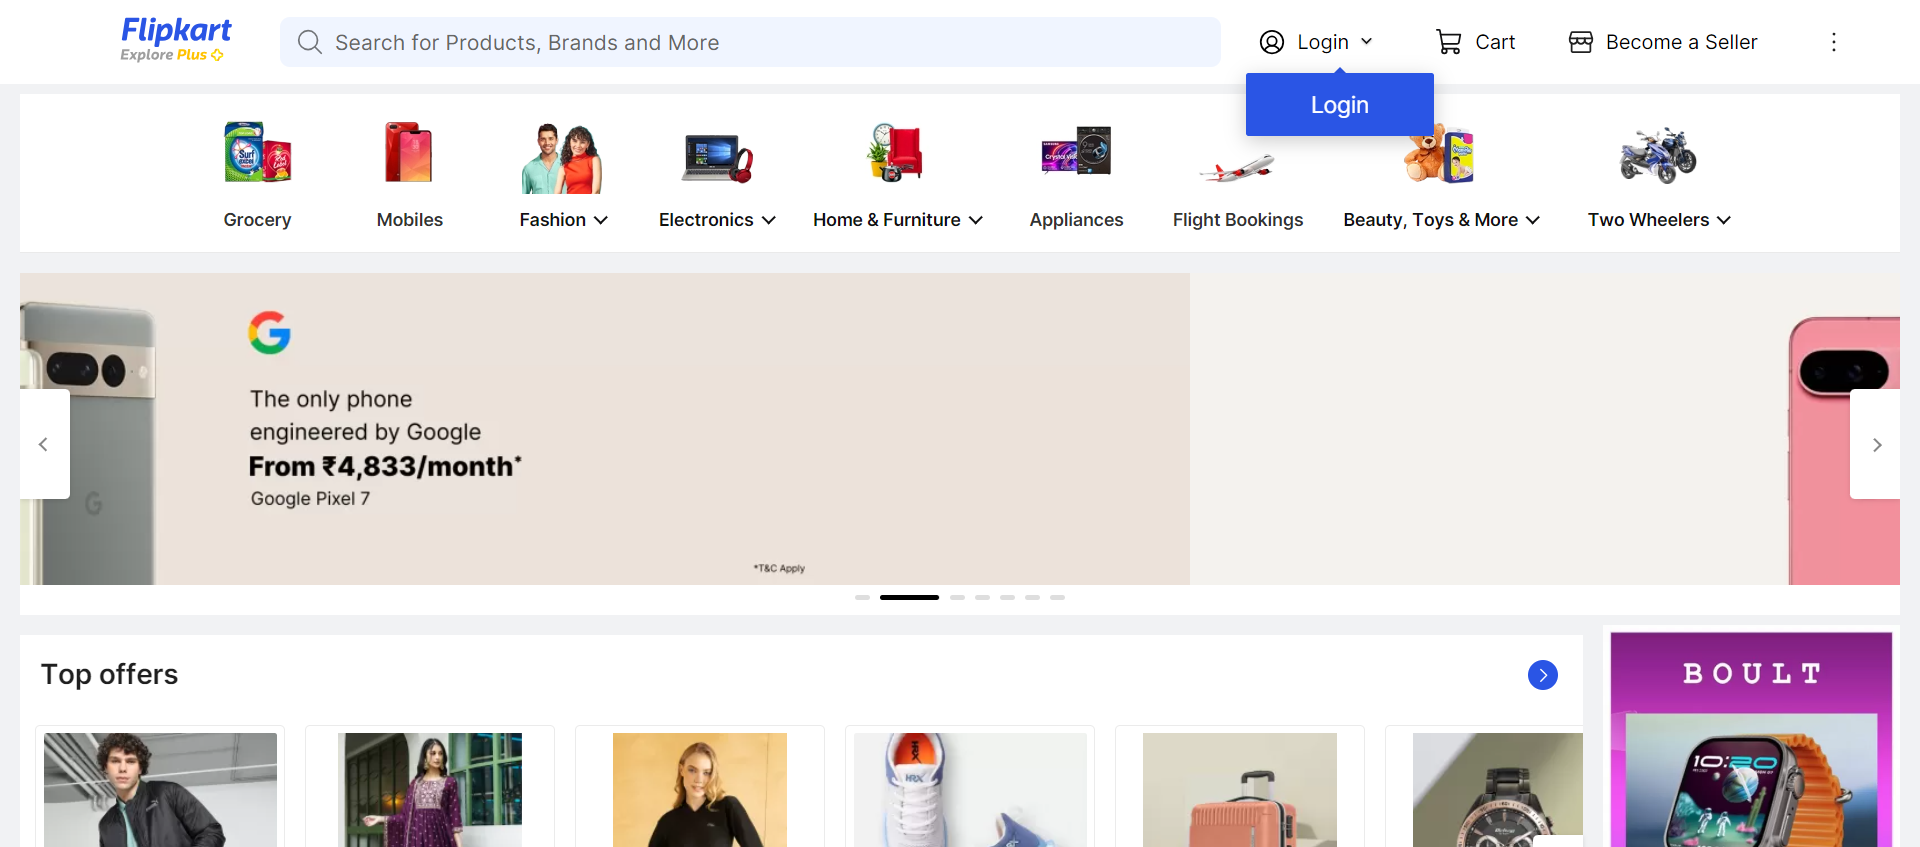 Flipkart
Explore Plus
Search for Products, Brands and More
Login
Cart
Become a Seller
Login
Grocery
Mobiles
Fashion
Electronics
Home & Furniture
Appliances
Flight Bookings
Beauty, Toys & More
Two Wheelers
The only phone
engineered by Google
From ₹4,833/month*
Google Pixel 7
*T&C Apply
Top offers
BOULT
HRX
10:20